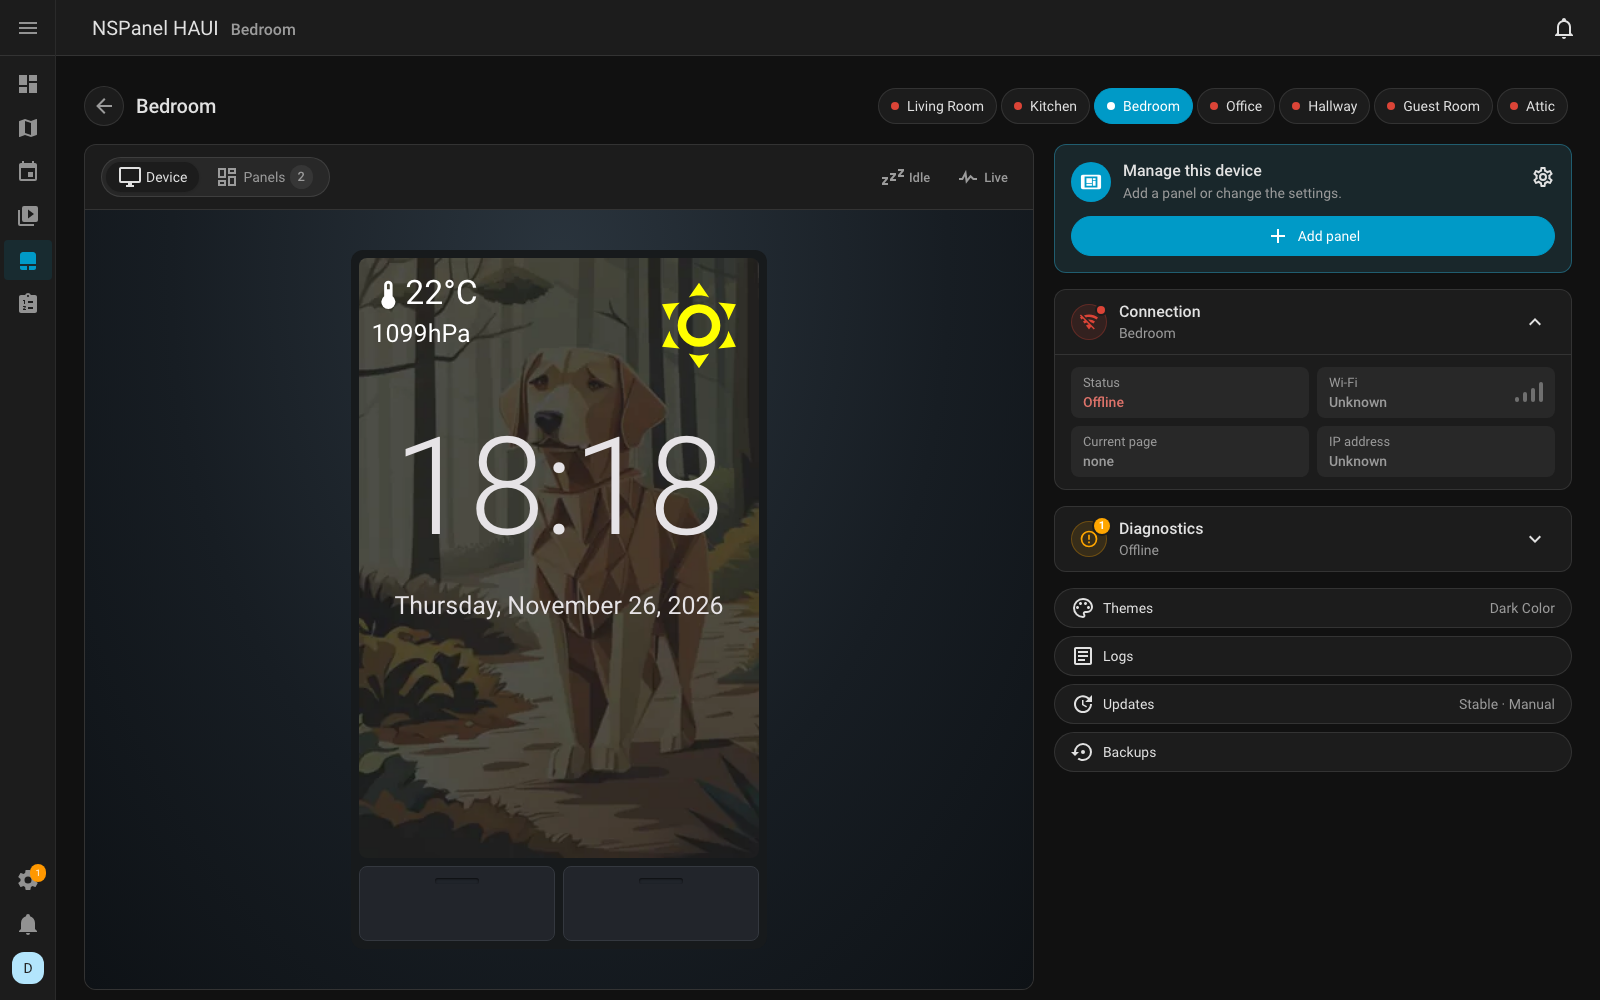 NSPanel HAUI Bedroom
Bedroom
Living Room
Kitchen
Bedroom
Office
Hallway
Guest Room
Attic
Device
Panels 2
Idle
Live
22°C
1099hPa
18:18
Thursday, November 26, 2026
Manage this device
Add a panel or change the settings.
Add panel
Connection
Bedroom
Status
Offline
Wi-Fi
Unknown
Current page
none
IP address
Unknown
1
Diagnostics
Offline
Themes Dark Color
Logs
Updates Stable · Manual
Backups
1
D